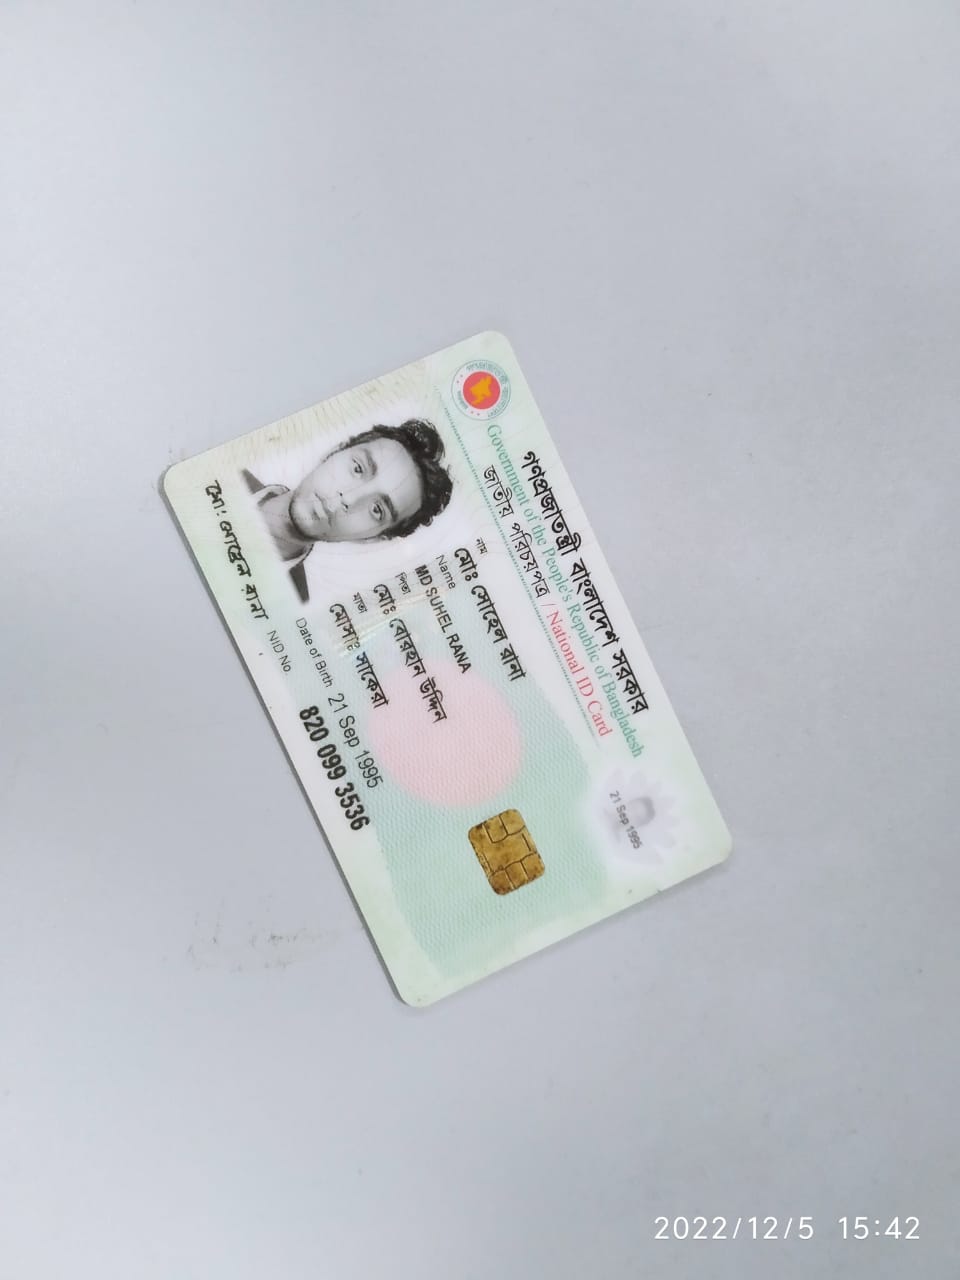 গণপ্রজাতন্ত্রী বাংলাদেশ সরকার
Government of the People's Republic of Bangladesh
জাতীয় পরিচয়পত্র / National ID Card
নাম
মোঃ সোহেল রানা
Name
MD SUHEL RANA
পিতা
মোঃ বোরহান উদ্দিন
মাতা
মোসাঃ সাকেরা
Date of Birth 21 Sep 1995
NID No 820 099 3536
মো: সোহেল রানা
21 Sep 1995
2022/12/5 15:42